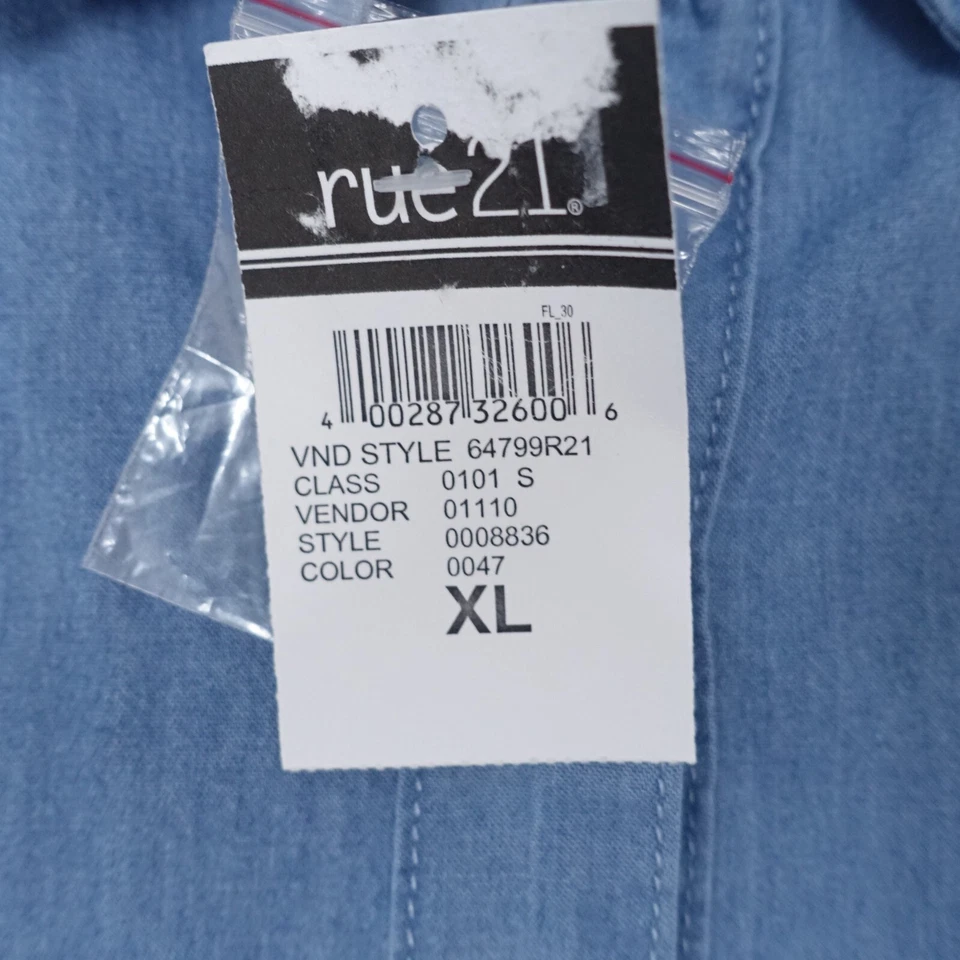 rue21®
FL_30
4 00287 32600 6
VND STYLE 64799R21
CLASS 0101 S
VENDOR 01110
STYLE 0008836
COLOR 0047
XL